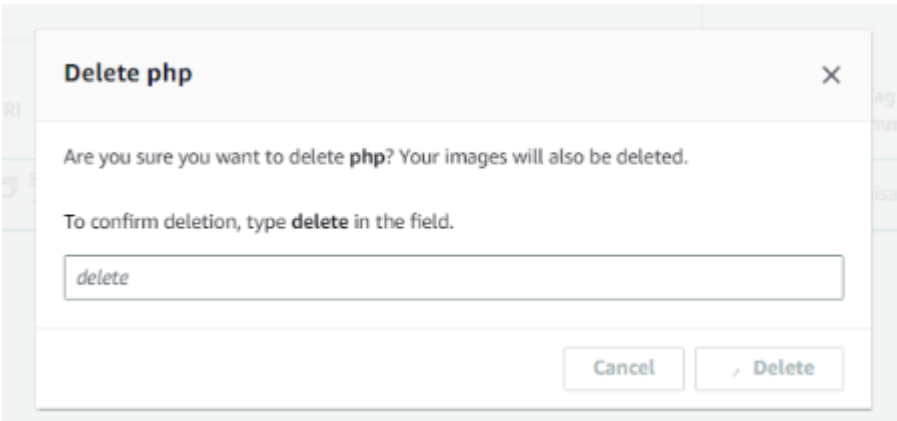 Delete php
RI
Are you sure you want to delete php? Your images will also be deleted.
To confirm deletion, type delete in the field.
delete
Cancel
Delete